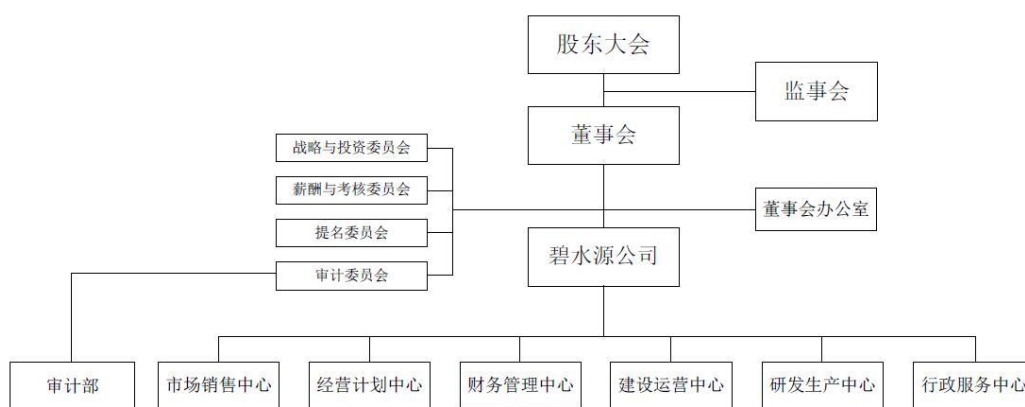 股东大会
监事会
董事会
战略与投资委员会
薪酬与考核委员会
提名委员会
审计委员会
董事会办公室
碧水源公司
审计部
市场销售中心
经营计划中心
财务管理中心
建设运营中心
研发生产中心
行政服务中心